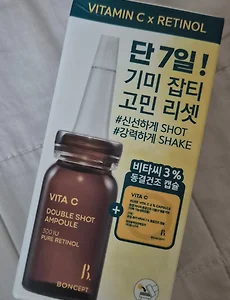 VITAMIN C x RETINOL
단 7일!
기미 잡티
고민 리셋
#신선하게 SHOT
#강력하게 SHAKE
비타씨 3%
동결건조 캡슐
VITA C
DOUBLE SHOT
AMPOULE
300 IU
PURE RETINOL
B.
BONCEPT
+
VITA C